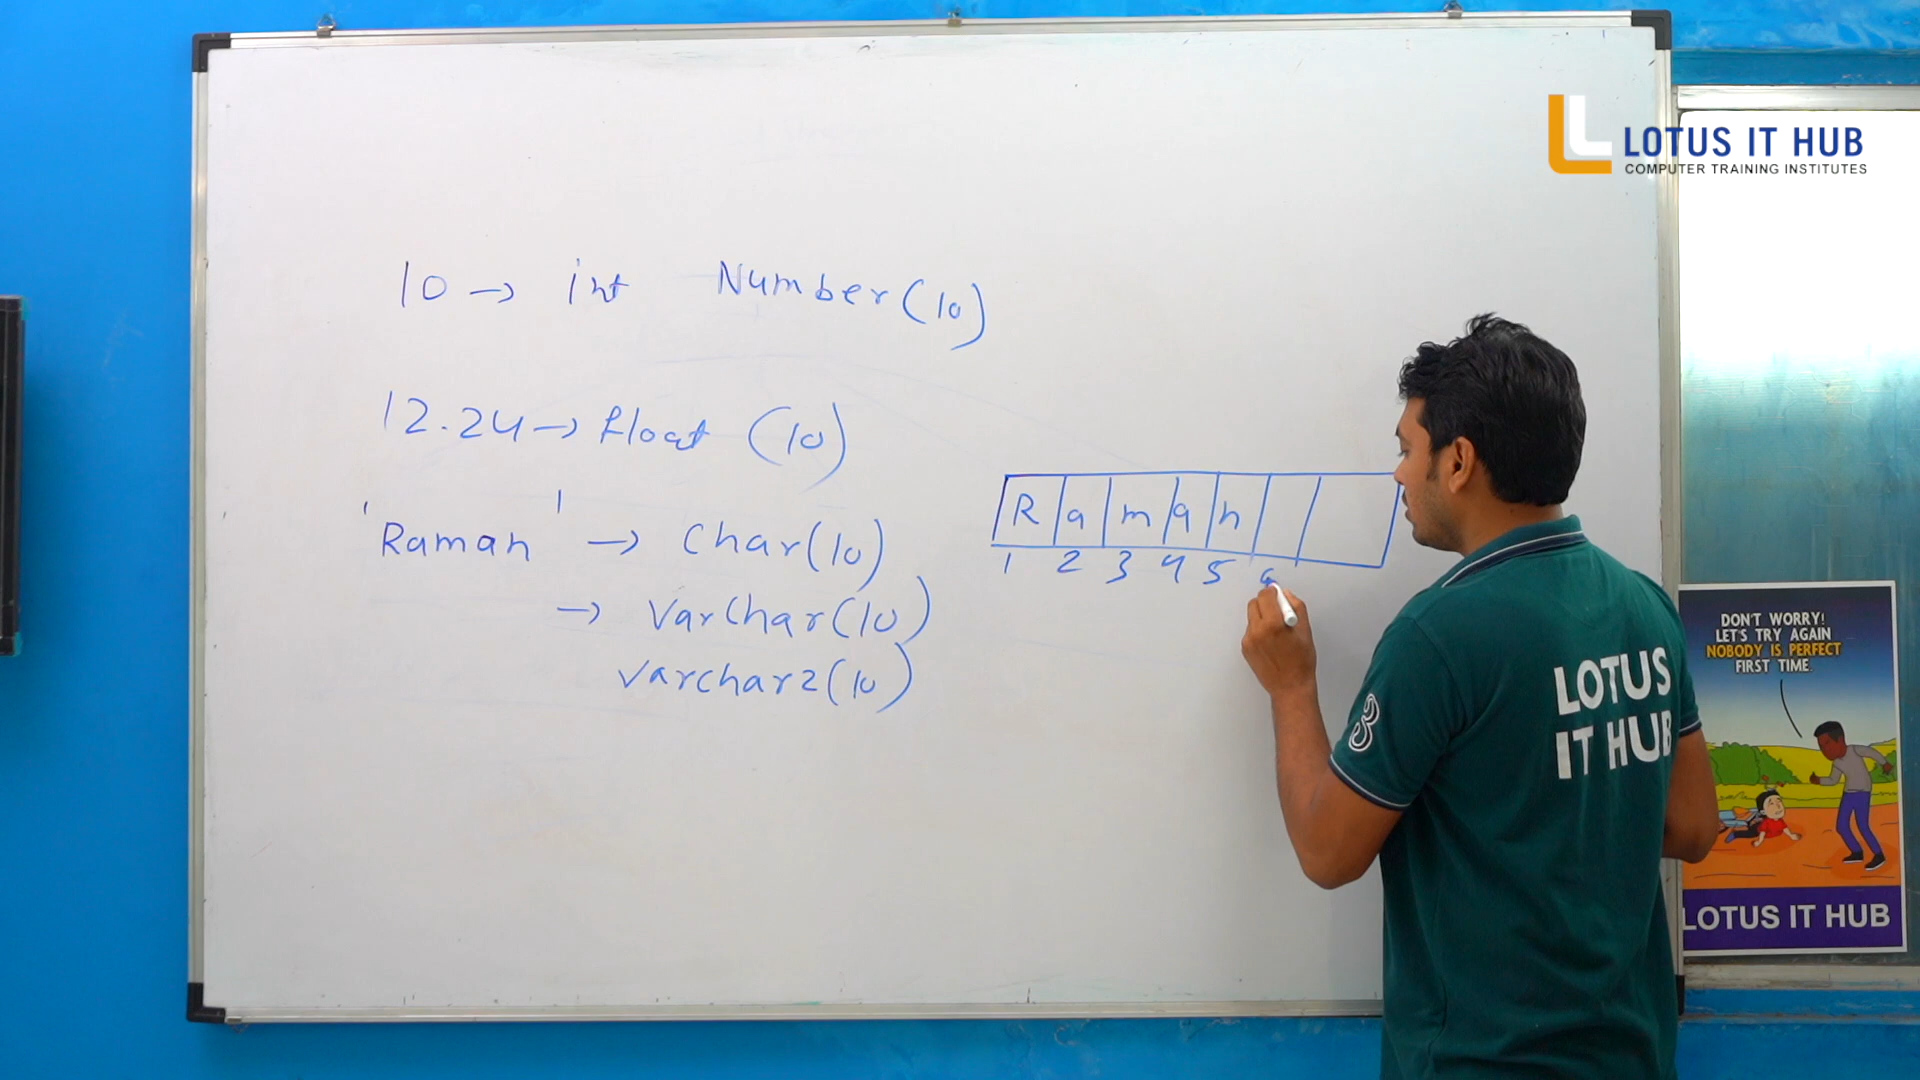 LOTUS IT HUB
COMPUTER TRAINING INSTITUTES
10 → int Number(10)
12.24 → float (10)
'Raman' → Char(10)
→ Varchar(10)
varchar2(10)
R a m a n
1 2 3 4 5 6
3
LOTUS
IT HUB
DON'T WORRY!
LET'S TRY AGAIN
NOBODY IS PERFECT
FIRST TIME.
LOTUS IT HUB